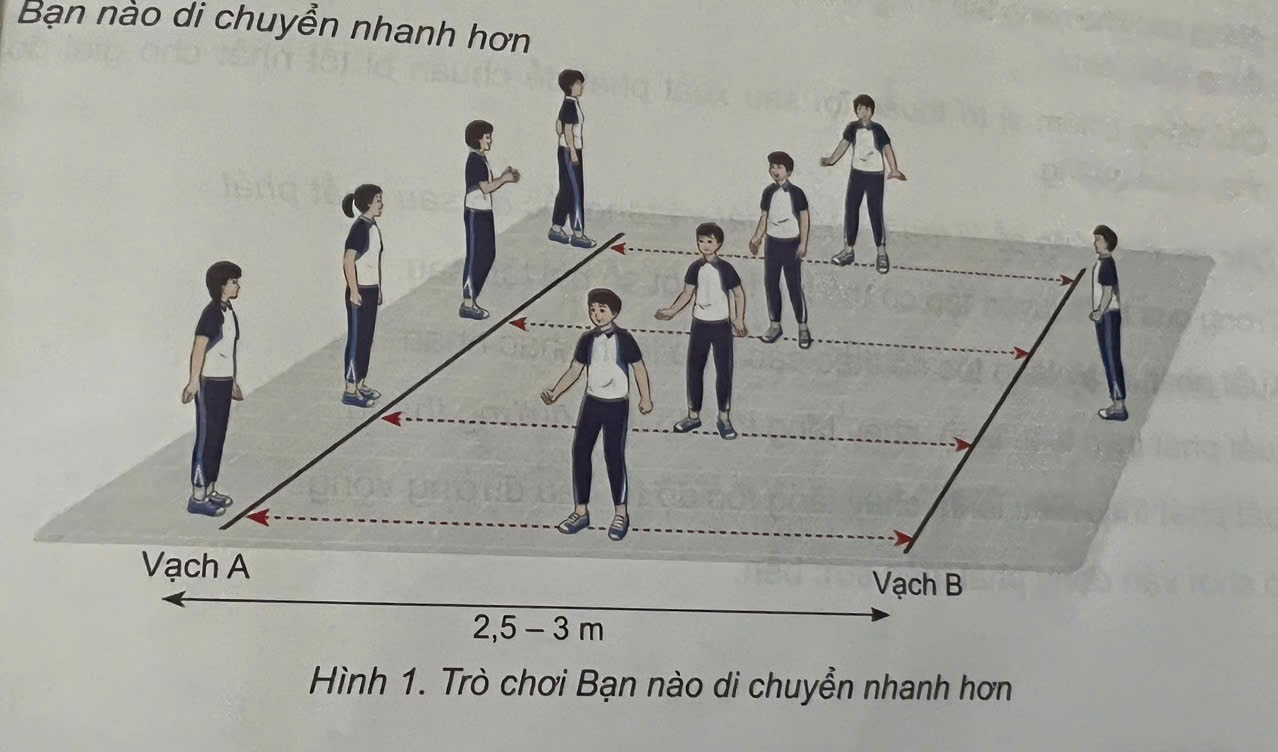 Bạn nào di chuyển nhanh hơn
Vạch A
Vạch B
2,5 – 3 m
Hình 1. Trò chơi Bạn nào di chuyển nhanh hơn